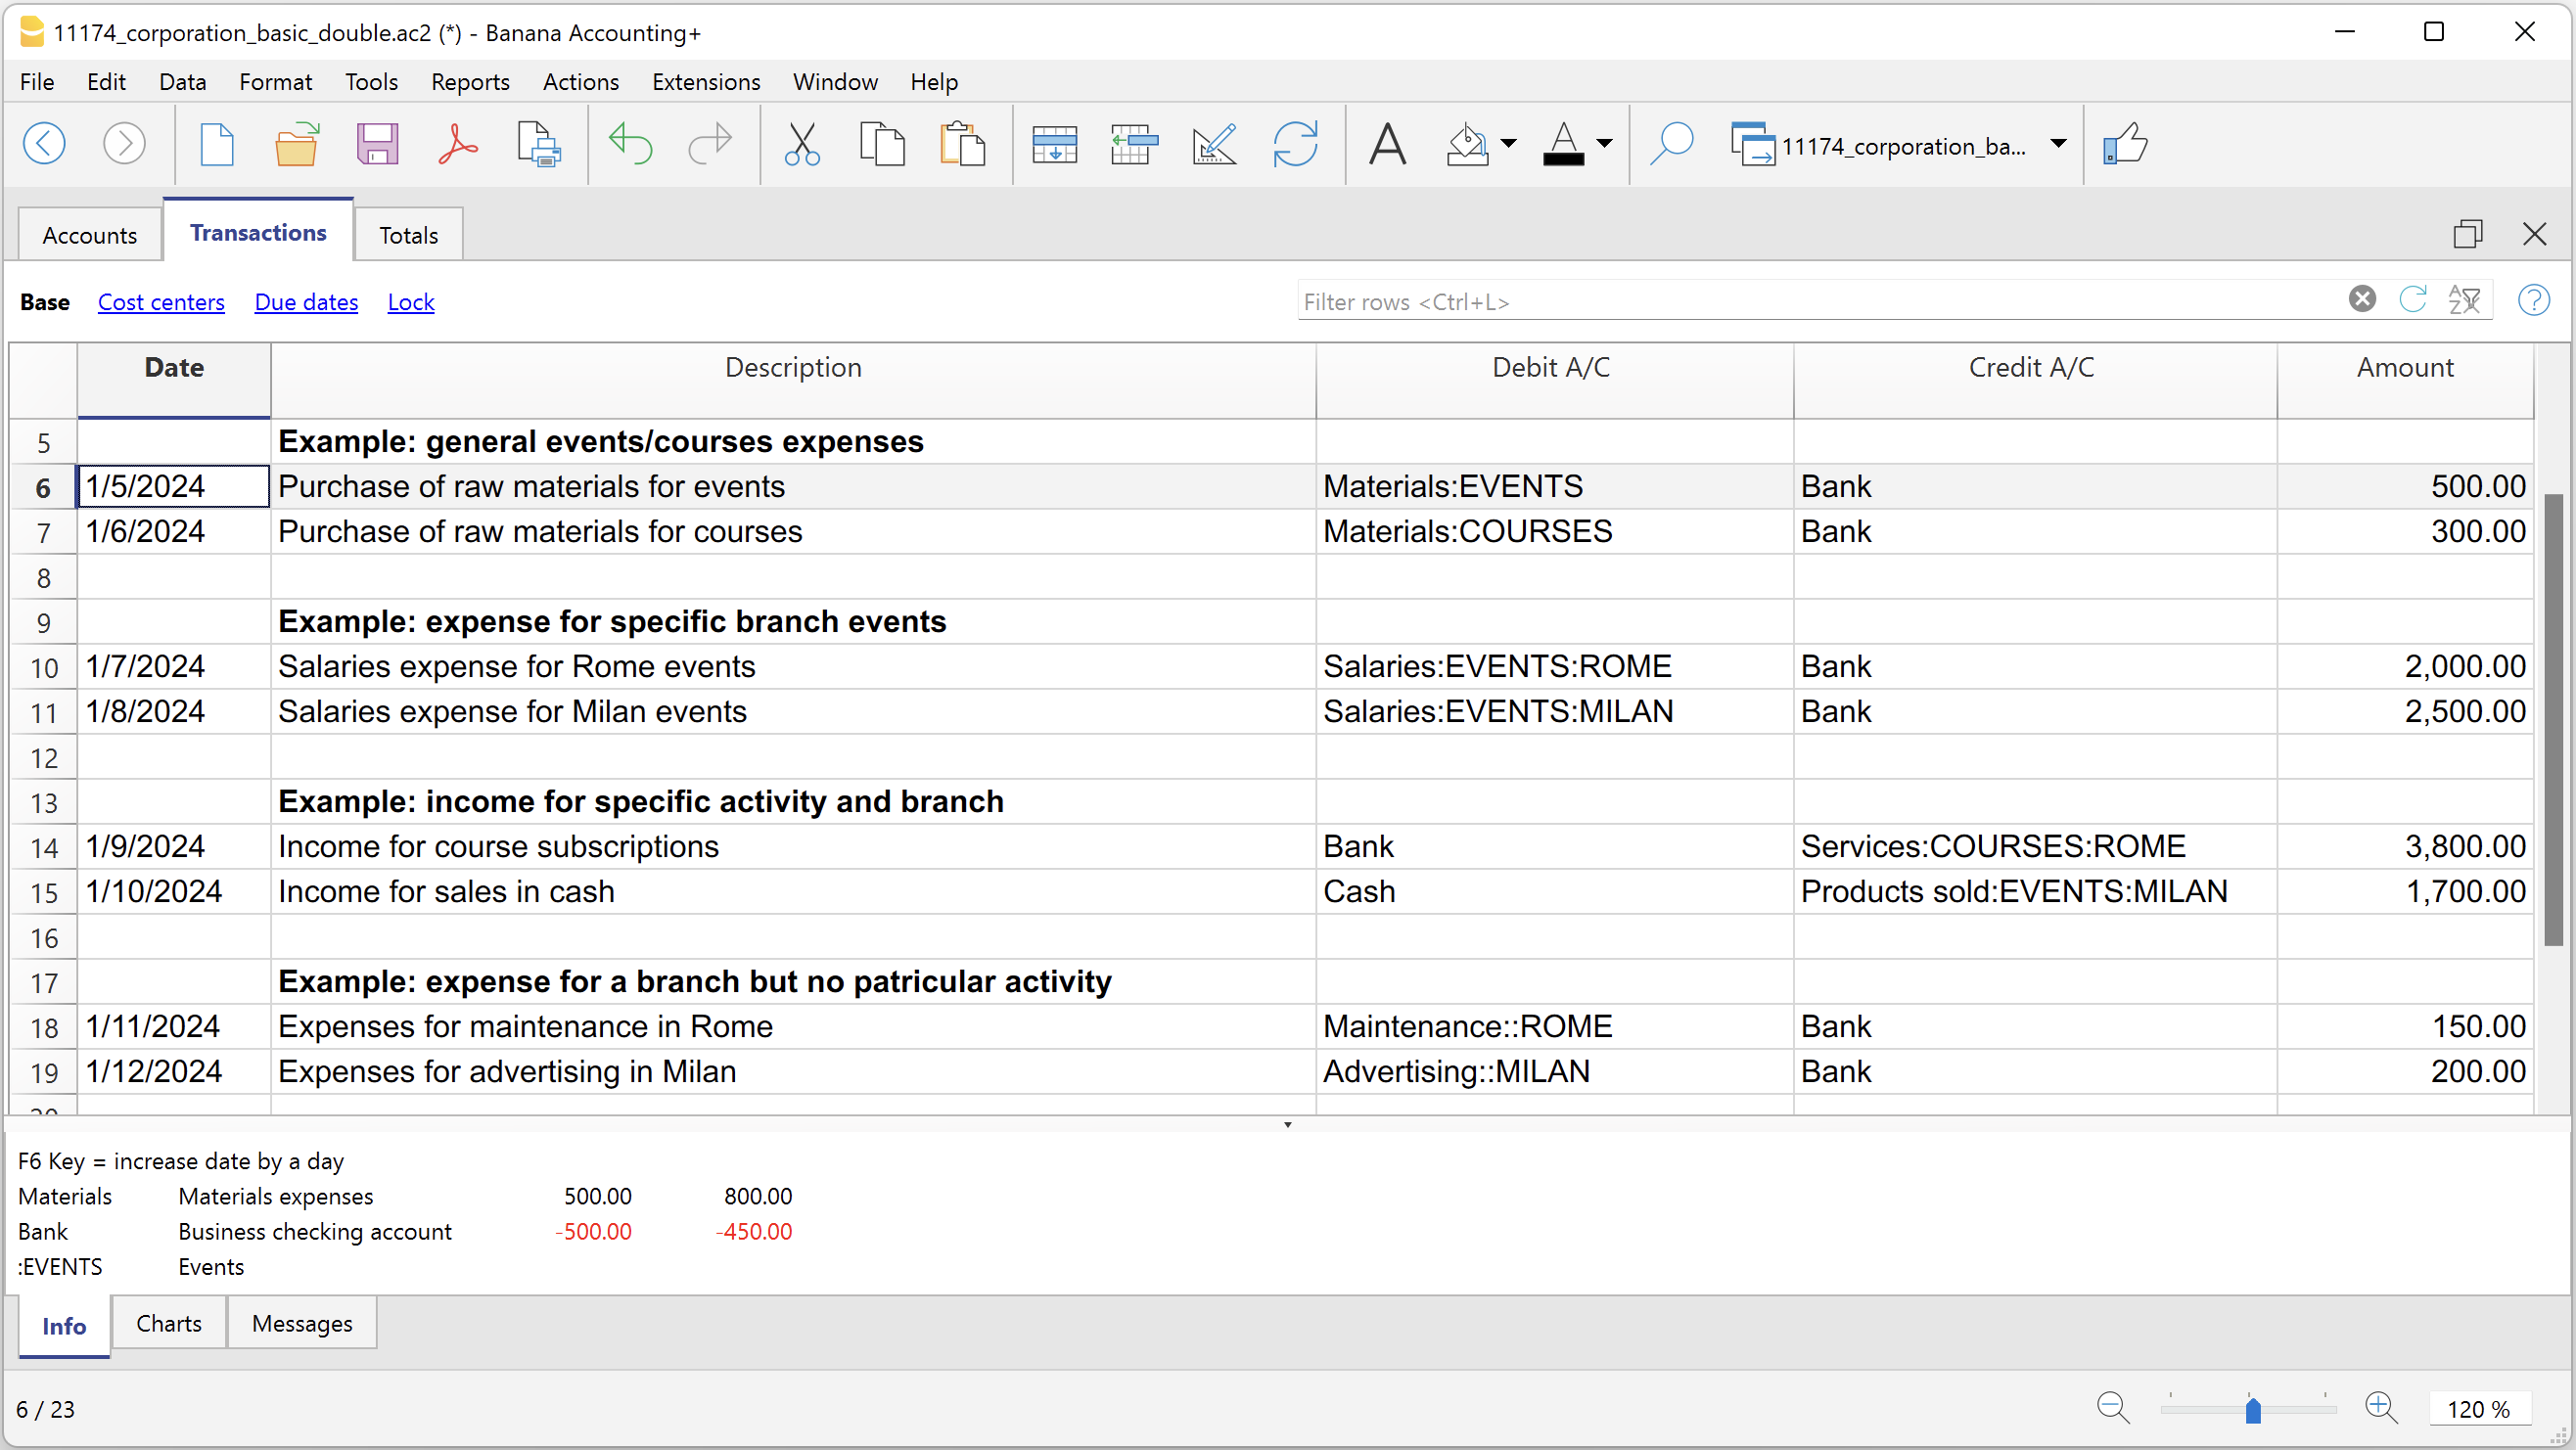 11174_corporation_basic_double.ac2 (*) - Banana Accounting+
File Edit Data Format Tools Reports Actions Extensions Window Help
11174_corporation_ba...
Accounts Transactions Totals
Base Cost centers Due dates Lock Filter rows <Ctrl+L>
Date Description Debit A/C Credit A/C Amount
5 Example: general events/courses expenses
6 1/5/2024 Purchase of raw materials for events Materials:EVENTS Bank 500.00
7 1/6/2024 Purchase of raw materials for courses Materials:COURSES Bank 300.00
8
9 Example: expense for specific branch events
10 1/7/2024 Salaries expense for Rome events Salaries:EVENTS:ROME Bank 2,000.00
11 1/8/2024 Salaries expense for Milan events Salaries:EVENTS:MILAN Bank 2,500.00
12
13 Example: income for specific activity and branch
14 1/9/2024 Income for course subscriptions Bank Services:COURSES:ROME 3,800.00
15 1/10/2024 Income for sales in cash Cash Products sold:EVENTS:MILAN 1,700.00
16
17 Example: expense for a branch but no patricular activity
18 1/11/2024 Expenses for maintenance in Rome Maintenance::ROME Bank 150.00
19 1/12/2024 Expenses for advertising in Milan Advertising::MILAN Bank 200.00
20
F6 Key = increase date by a day
Materials Materials expenses 500.00 800.00
Bank Business checking account -500.00 -450.00
:EVENTS Events
Info Charts Messages
6 / 23 120 %